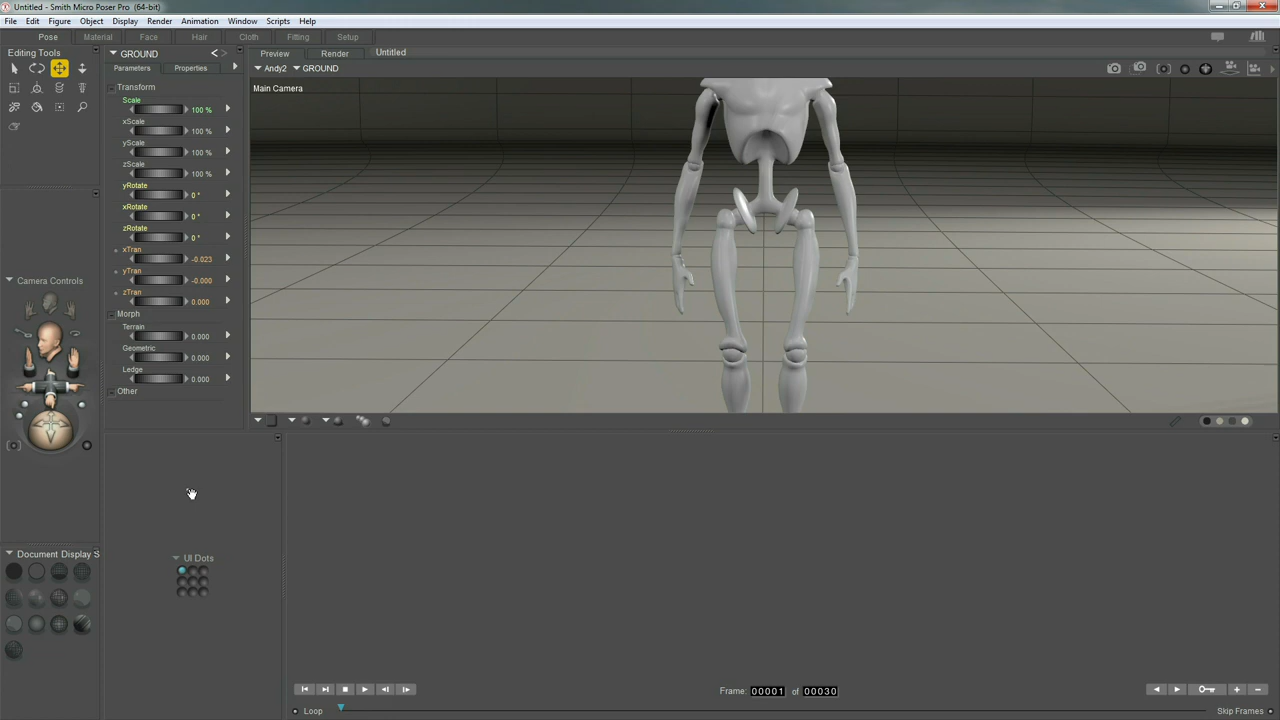 Untitled - Smith Micro Poser Pro (64-bit)
File Edit Figure Object Display Render Animation Window Scripts Help
Pose Material Face Hair Cloth Fitting Setup
Editing Tools
GROUND
Parameters Properties
Transform
Scale
100 %
xScale
100 %
yScale
100 %
zScale
100 %
yRotate
0 °
xRotate
0 °
zRotate
0 °
xTran
-0.023
yTran
-0.000
zTran
0.000
Morph
Terrain
0.000
Geometric
0.000
Ledge
0.000
Other
Preview Render Untitled
Andy2 GROUND
Main Camera
Camera Controls
Document Display S
UI Dots
Frame: 00001 of 00030
Loop
Skip Frames